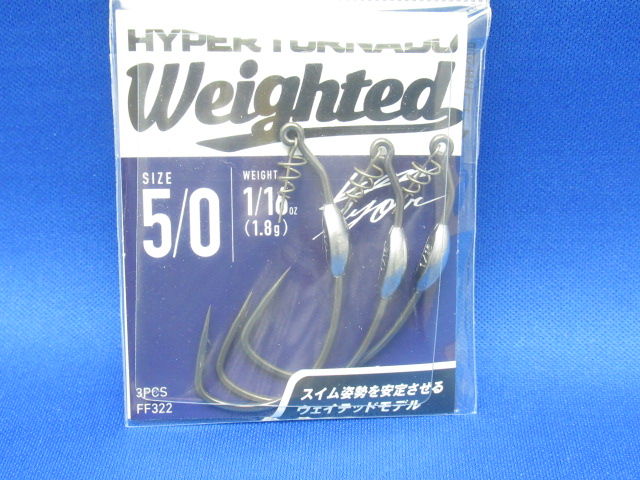 HYPER TORNADO
Weighted
SIZE
5/0
WEIGHT
1/16oz
(1.8g)
3PCS
FF322
スイム姿勢を安定させる
ウェイテッドモデル